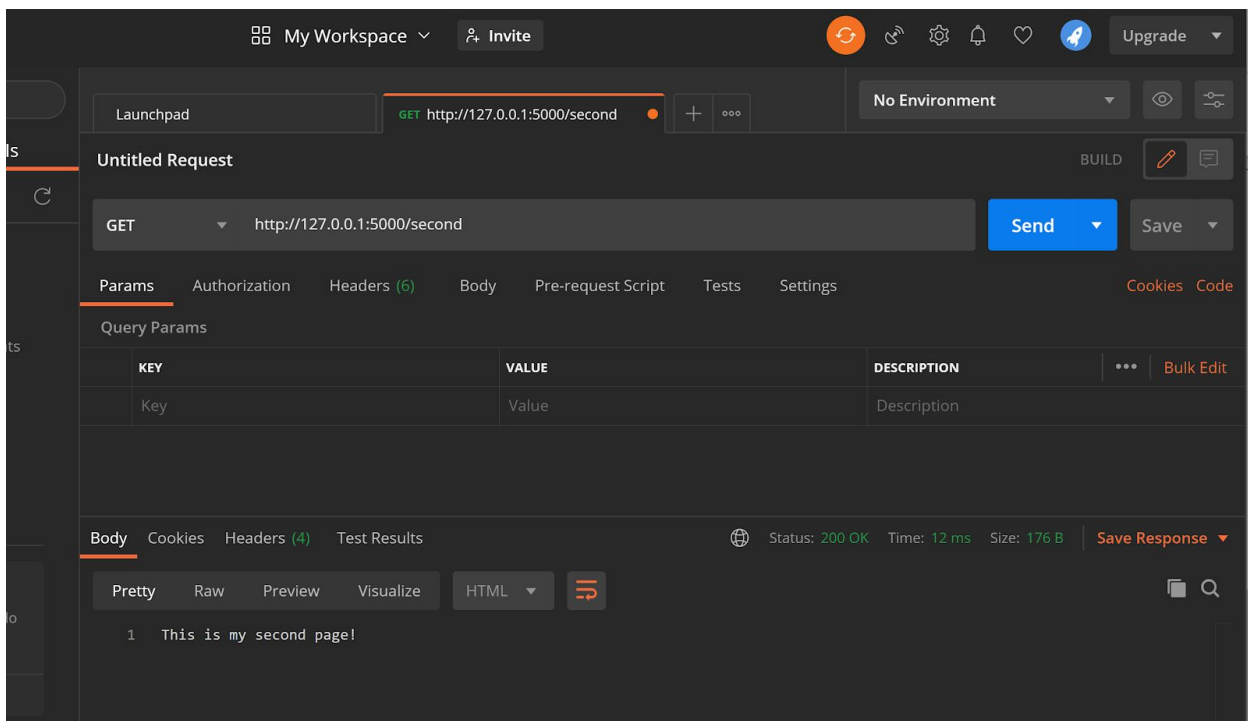 My Workspace Invite Upgrade
Launchpad GET http://127.0.0.1:5000/second No Environment
ls
Untitled Request BUILD
GET http://127.0.0.1:5000/second Send Save
Params Authorization Headers (6) Body Pre-request Script Tests Settings Cookies Code
Query Params
ts
KEY VALUE DESCRIPTION Bulk Edit
Key Value Description
Body Cookies Headers (4) Test Results Status: 200 OK Time: 12 ms Size: 176 B Save Response
Pretty Raw Preview Visualize HTML
lo
1 This is my second page!